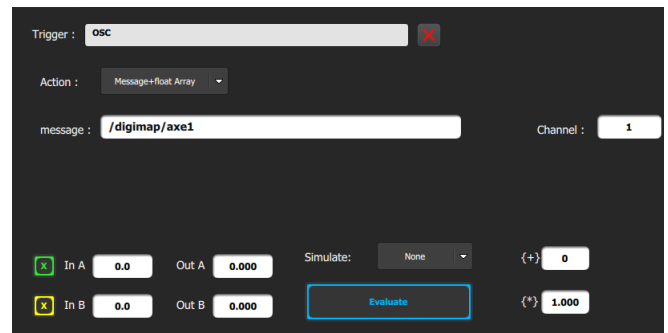 Trigger : OSC X
Action : Message+float Array
message : /digimap/axe1 Channel : 1
X In A 0.0 Out A 0.000 Simulate: None {+} 0
X In B 0.0 Out B 0.000 Evaluate {*} 1.000